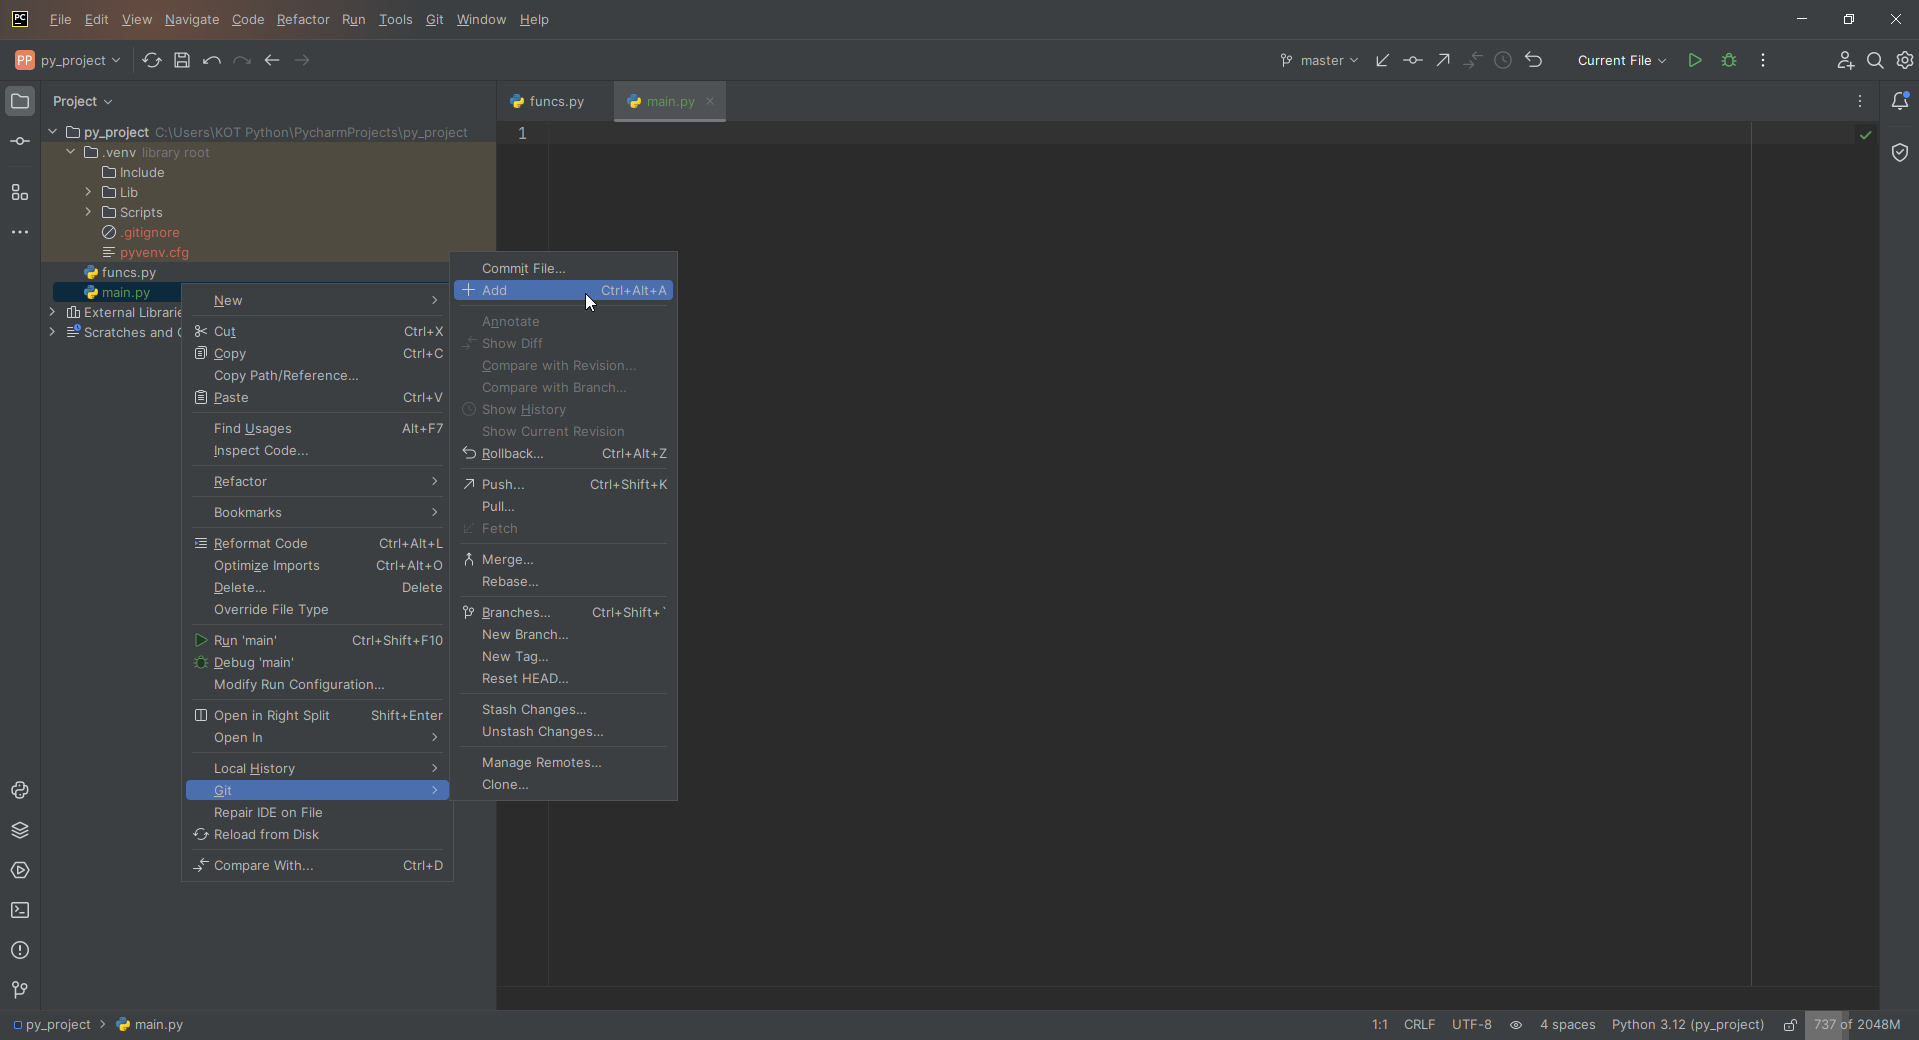 PC File Edit View Navigate Code Refactor Run Tools Git Window Help
PP py_project master Current File
Project
funcs.py main.py
py_project C:\Users\KOT Python\PycharmProjects\py_project
.venv library root
Include
Lib
Scripts
.gitignore
pyvenv.cfg
funcs.py
main.py
External Librarie
Scratches and C
1
New
Cut Ctrl+X
Copy Ctrl+C
Copy Path/Reference...
Paste Ctrl+V
Find Usages Alt+F7
Inspect Code...
Refactor
Bookmarks
Reformat Code Ctrl+Alt+L
Optimize Imports Ctrl+Alt+O
Delete... Delete
Override File Type
Run 'main' Ctrl+Shift+F10
Debug 'main'
Modify Run Configuration...
Open in Right Split Shift+Enter
Open In
Local History
Git
Repair IDE on File
Reload from Disk
Compare With... Ctrl+D
Commit File...
Add Ctrl+Alt+A
Annotate
Show Diff
Compare with Revision...
Compare with Branch...
Show History
Show Current Revision
Rollback... Ctrl+Alt+Z
Push... Ctrl+Shift+K
Pull...
Fetch
Merge...
Rebase...
Branches... Ctrl+Shift+`
New Branch...
New Tag...
Reset HEAD...
Stash Changes...
Unstash Changes...
Manage Remotes...
Clone...
py_project main.py 1:1 CRLF UTF-8 4 spaces Python 3.12 (py_project) 737 of 2048M